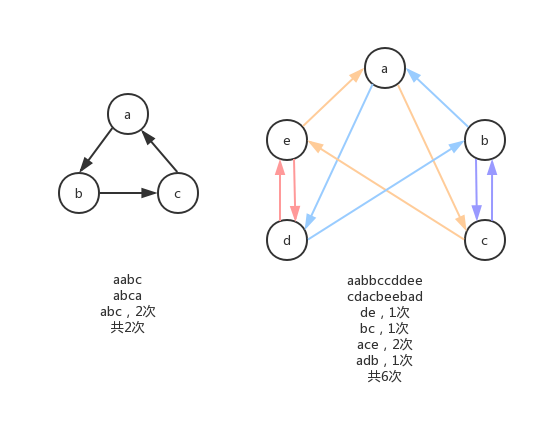 a
b
c
aabc
abca
abc，2次
共2次
a
e
b
d
c
aabbccddee
cdacbeebad
de，1次
bc，1次
ace，2次
adb，1次
共6次